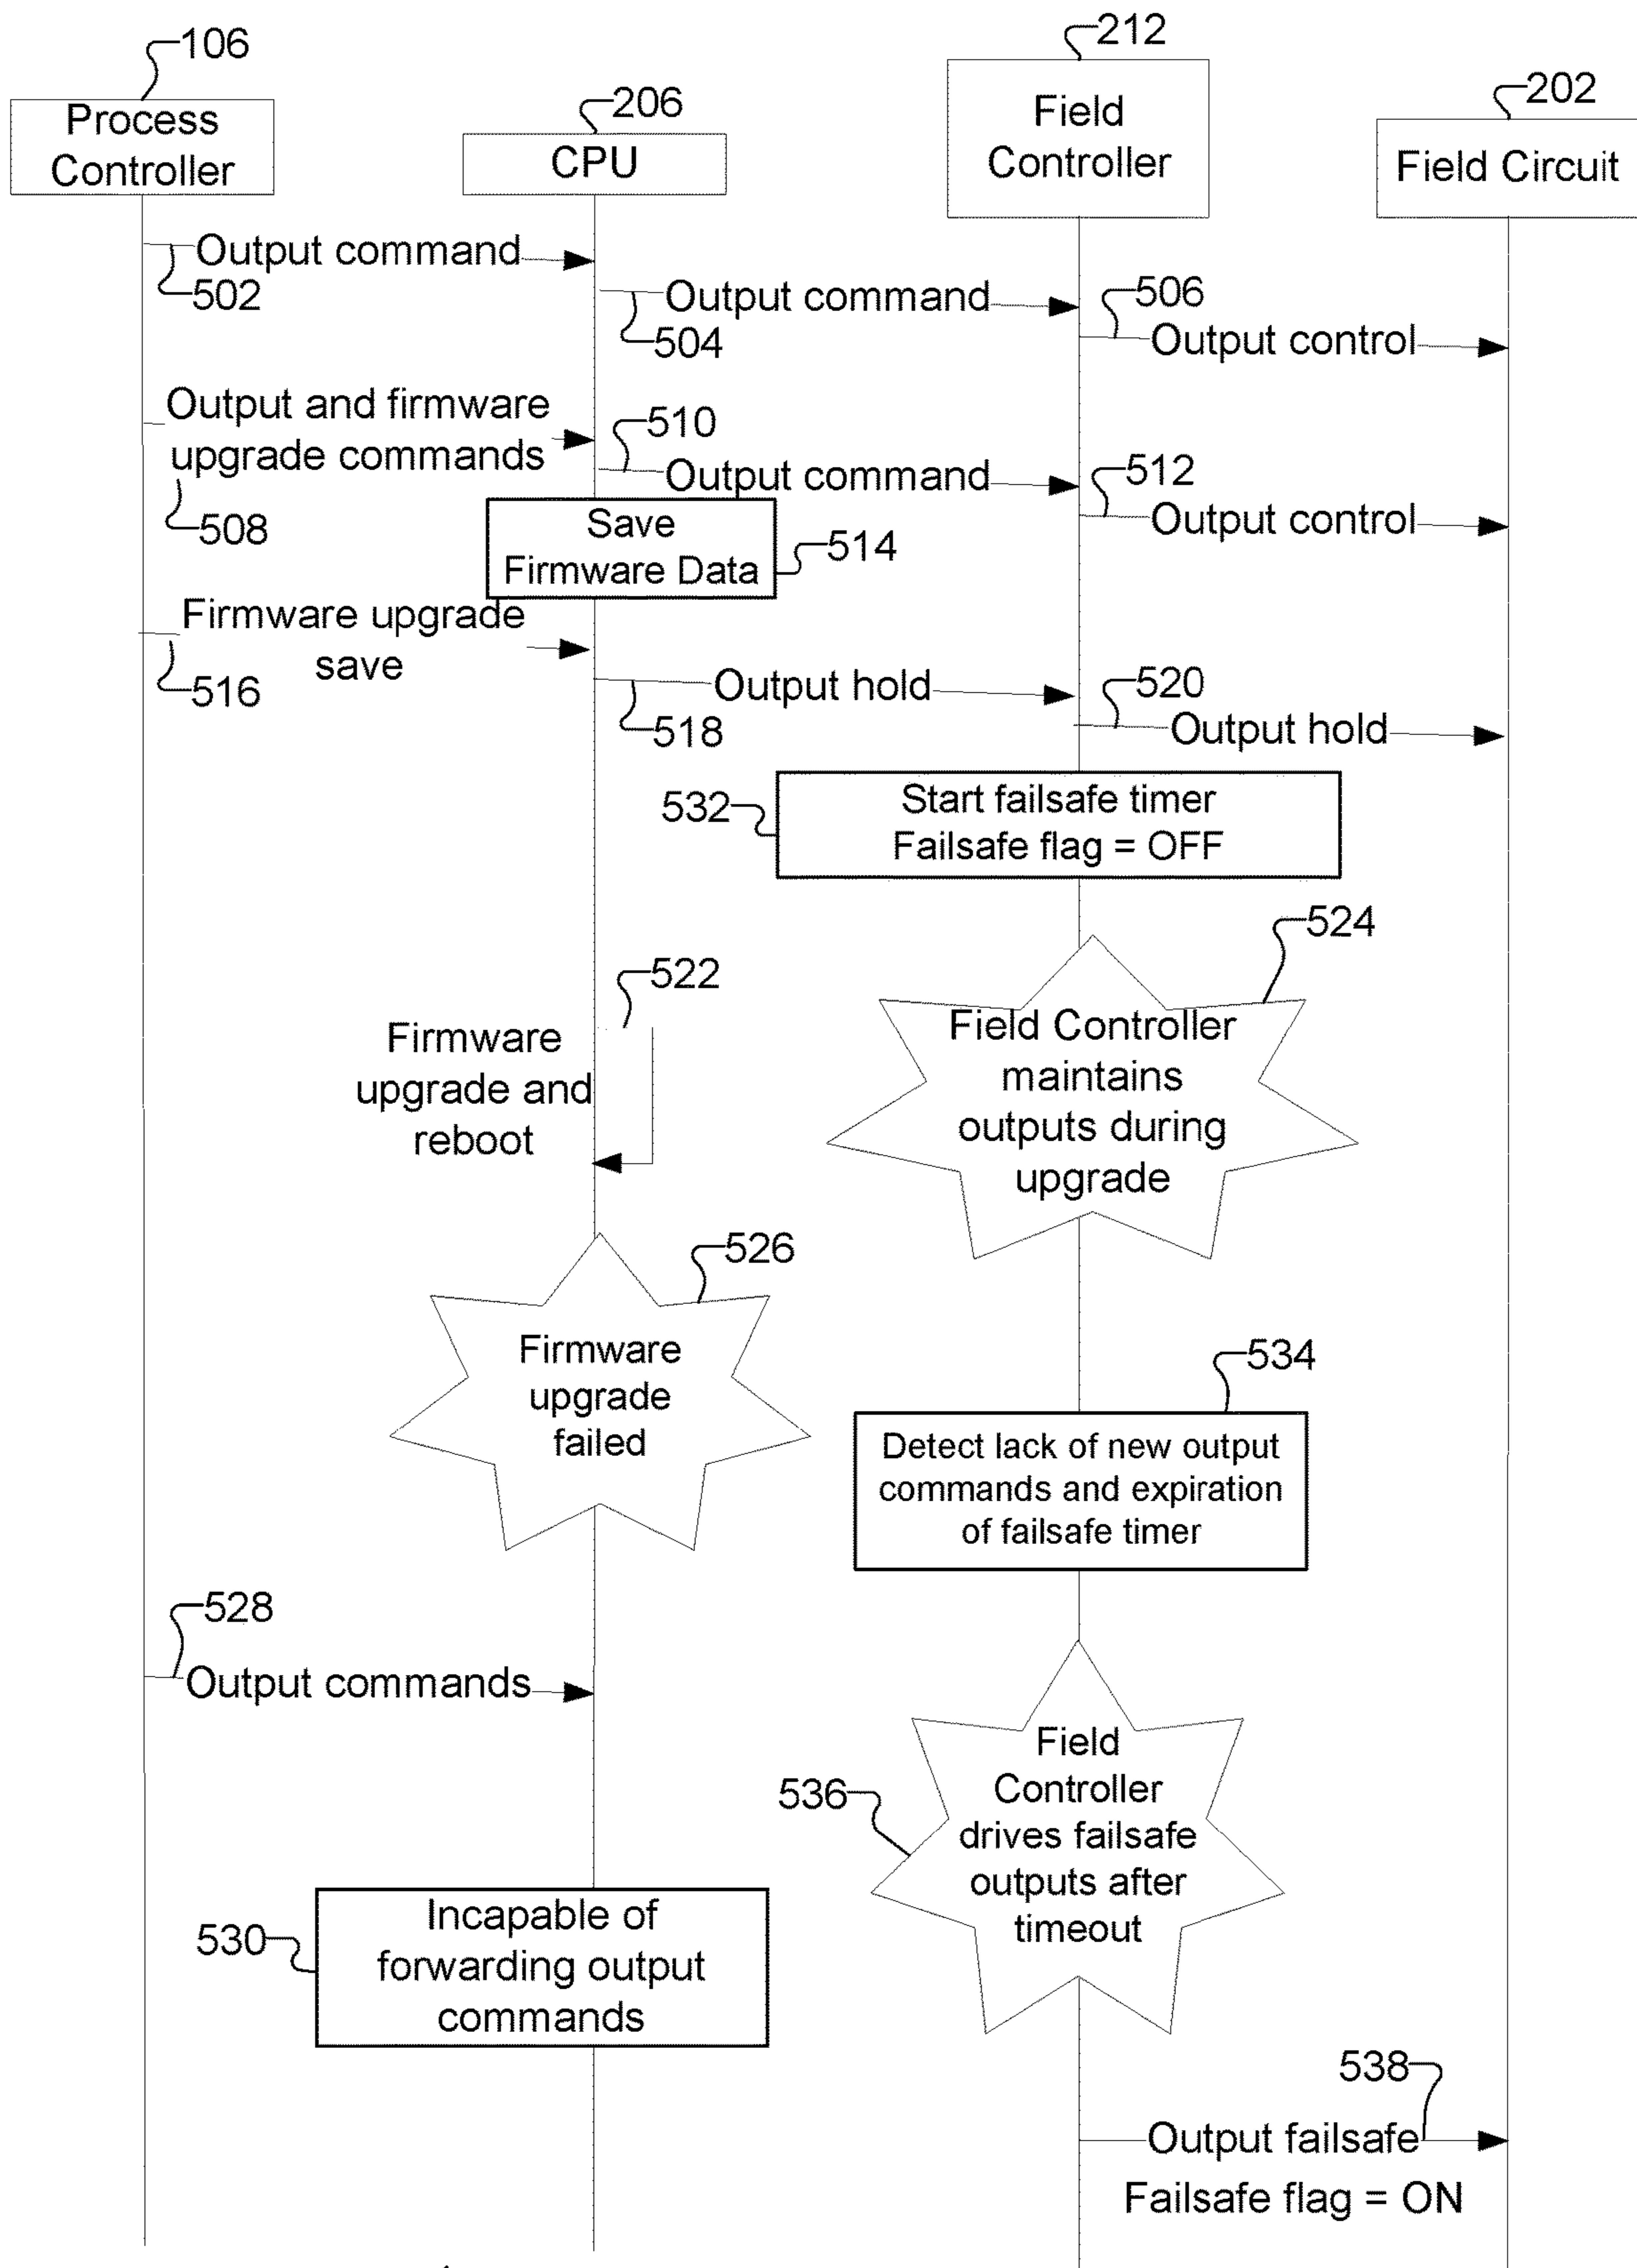 106
212
206
202
Process
Controller
CPU
Field
Controller
Field Circuit
Output command
502
Output command
504
506
Output control
Output and firmware
upgrade commands
508
510
Output command
512
Output control
Save
Firmware Data
514
Firmware upgrade
save
516
Output hold
518
520
Output hold
532
Start failsafe timer
Failsafe flag = OFF
524
522
Firmware
upgrade and
reboot
Field Controller
maintains
outputs during
upgrade
526
Firmware
upgrade
failed
534
Detect lack of new output
commands and expiration
of failsafe timer
528
Output commands
536
Field
Controller
drives failsafe
outputs after
timeout
530
Incapable of
forwarding output
commands
538
Output failsafe
Failsafe flag = ON